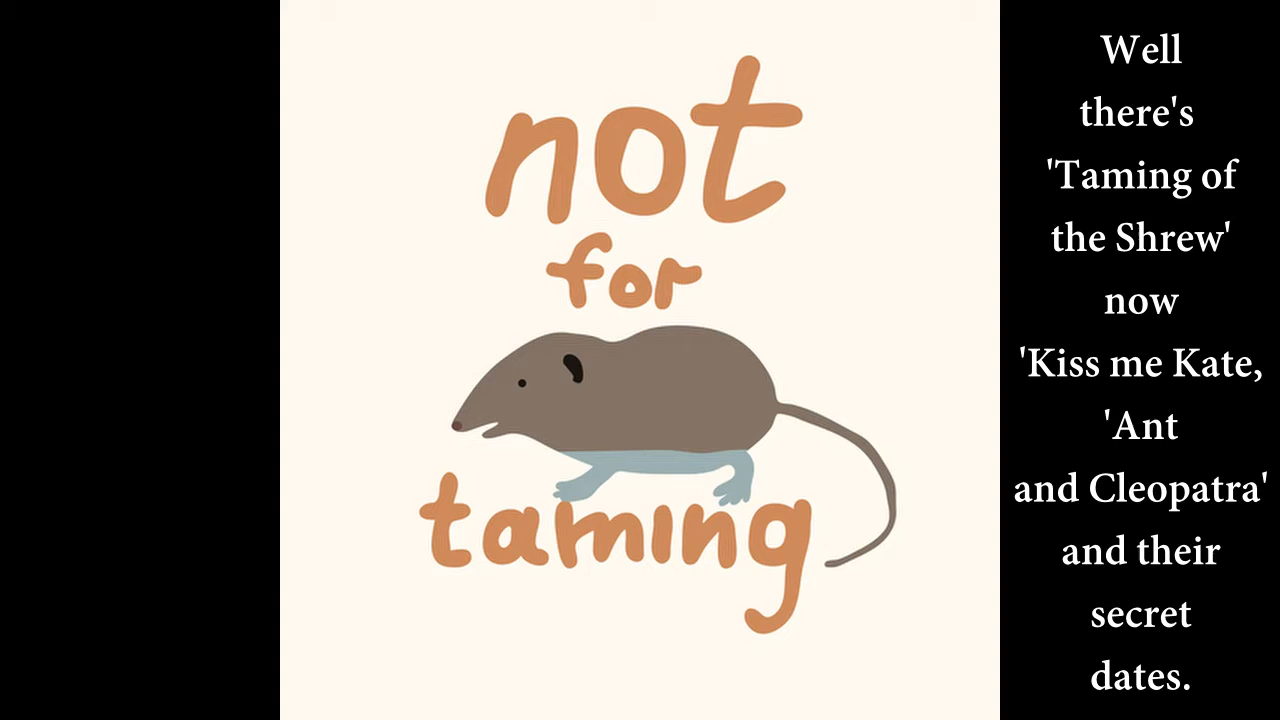 not
for
taming
Well
there's
'Taming of
the Shrew'
now
'Kiss me Kate,
'Ant
and Cleopatra'
and their
secret
dates.